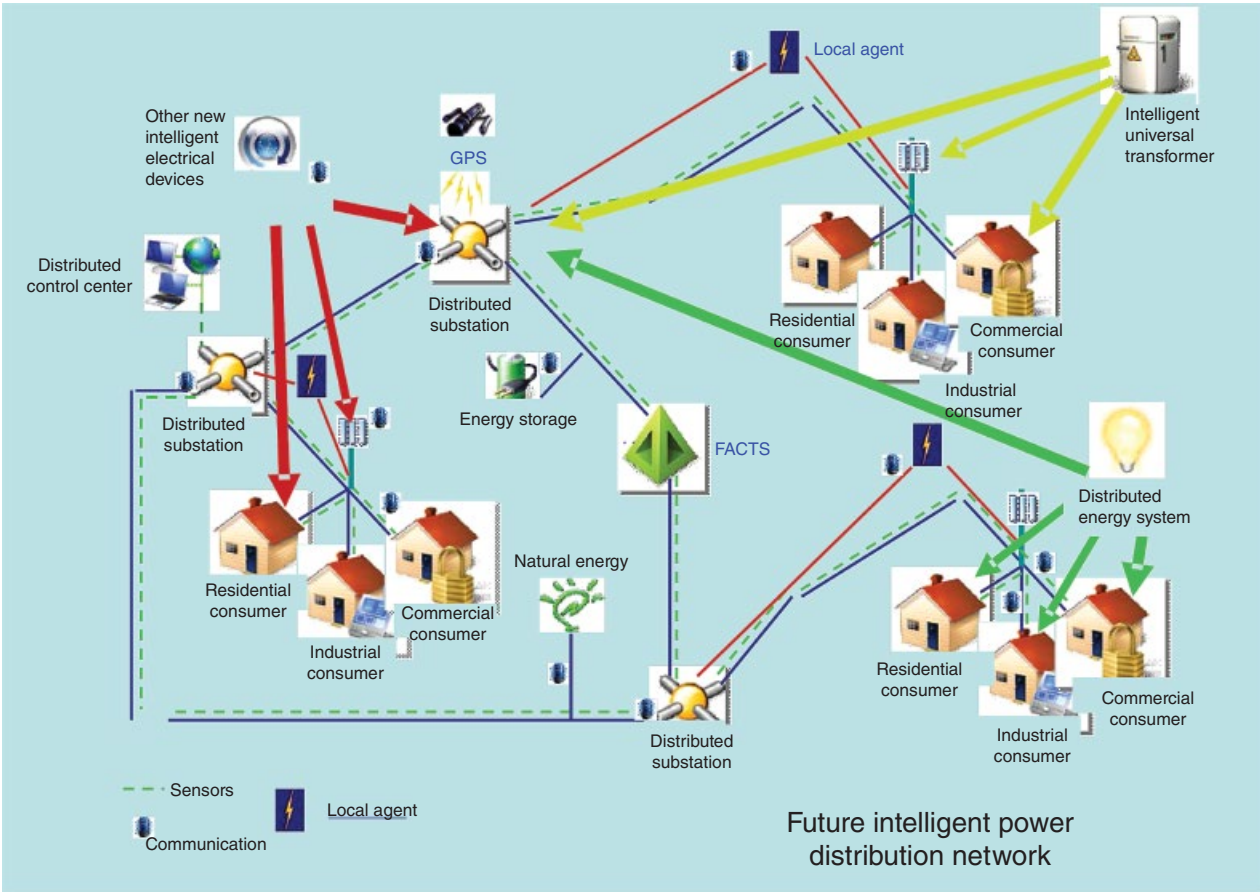 Local agent
Other new
intelligent
electrical
devices
GPS
Intelligent
universal
transformer
Distributed
control center
Distributed
substation
Residential
consumer
Commercial
consumer
Industrial
consumer
Distributed
substation
Energy storage
FACTS
Distributed
energy system
Natural energy
Residential
consumer
Commercial
consumer
Industrial
consumer
Residential
consumer
Commercial
consumer
Industrial
consumer
Distributed
substation
Sensors
Local agent
Communication
Future intelligent power
distribution network